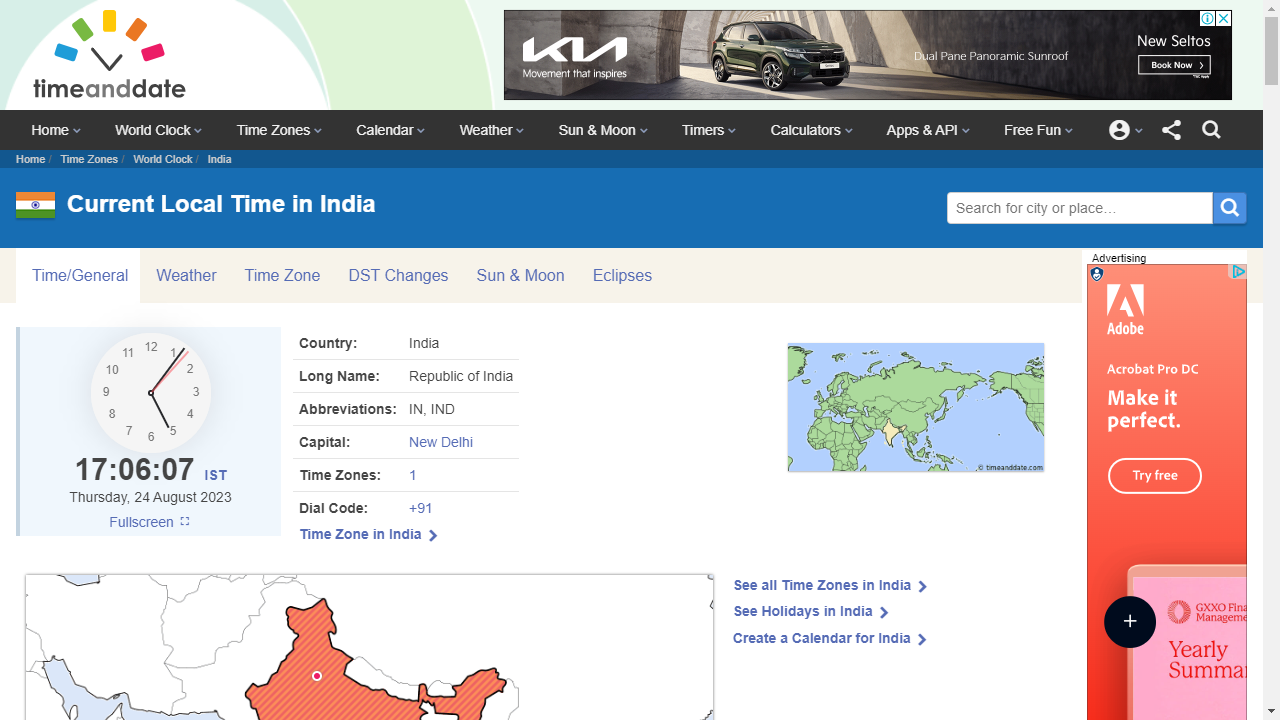 timeanddate
KIA
Movement that inspires
Dual Pane Panoramic Sunroof
New Seltos
Book Now
Home
World Clock
Time Zones
Calendar
Weather
Sun & Moon
Timers
Calculators
Apps & API
Free Fun
Home / Time Zones / World Clock / India
Current Local Time in India
Search for city or place…
Time/General
Weather
Time Zone
DST Changes
Sun & Moon
Eclipses
Advertising
12
1
2
3
4
5
6
7
8
9
10
11
17:06:07 IST
Thursday, 24 August 2023
Fullscreen
Country: India
Long Name: Republic of India
Abbreviations: IN, IND
Capital: New Delhi
Time Zones: 1
Dial Code: +91
Time Zone in India
© timeanddate.com
See all Time Zones in India
See Holidays in India
Create a Calendar for India
Adobe
Acrobat Pro DC
Make it
perfect.
Try free
+
GXXO Fina
Manageme
Yearly
Summa